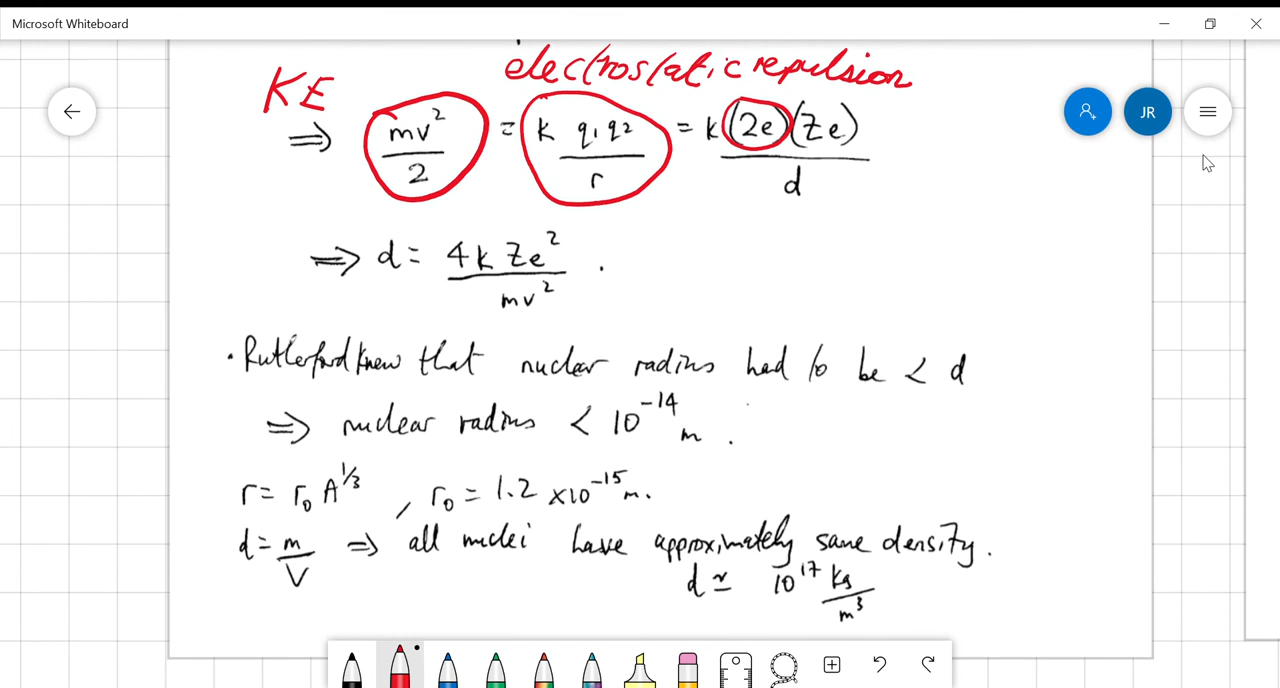 Microsoft Whiteboard
electrostatic repulsion
KE
⇒ mv²/2 = k q₁q₂/r = k(2e)(Ze)/d
JR
⇒ d = 4kZe²/mv² .
· Rutherford knew that nuclear radius had to be < d
⇒ nuclear radius < 10⁻¹⁴ m .
r = r₀ A^⅓ , r₀ = 1.2 × 10⁻¹⁵ m.
d = m/V ⇒ all nuclei have approximately same density.
d ≃ 10¹⁷ kg/m³